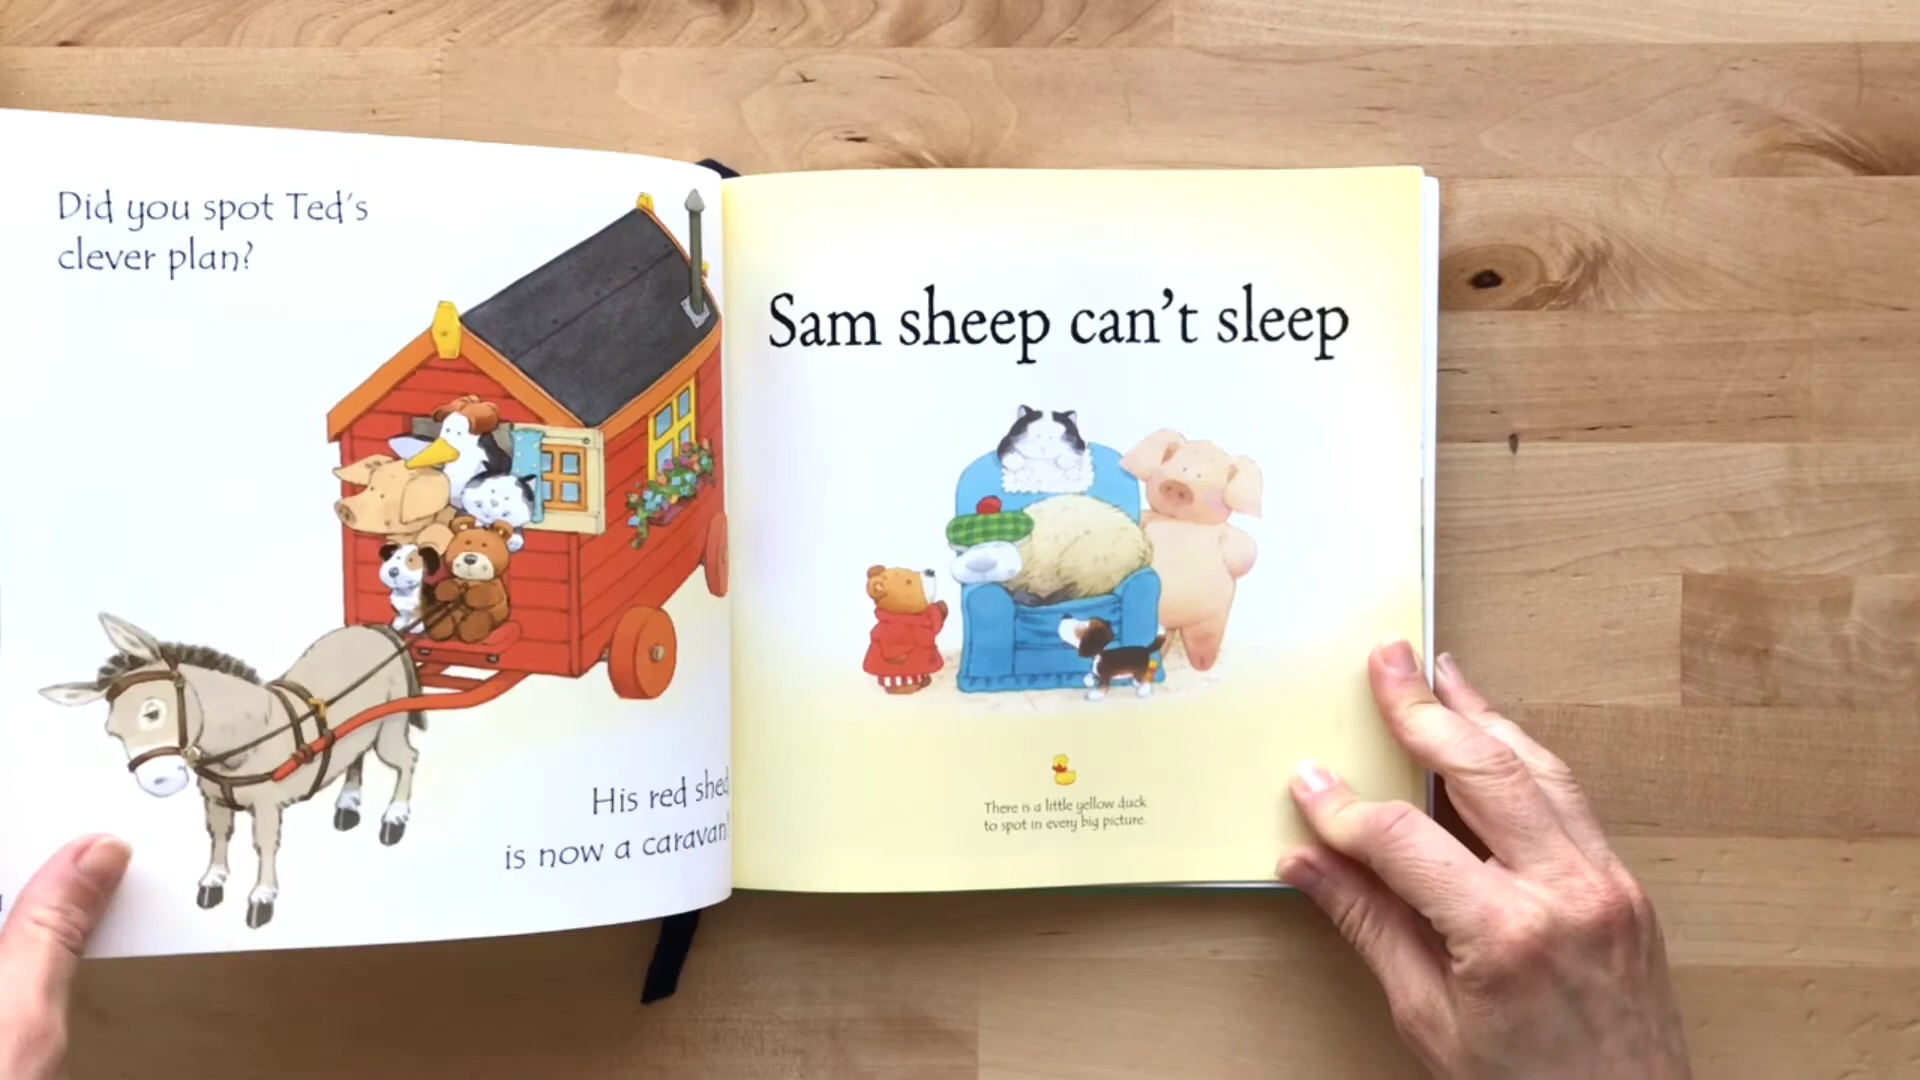 Did you spot Ted's
clever plan?
His red shed
is now a caravan!
Sam sheep can't sleep
There is a little yellow duck
to spot in every big picture.